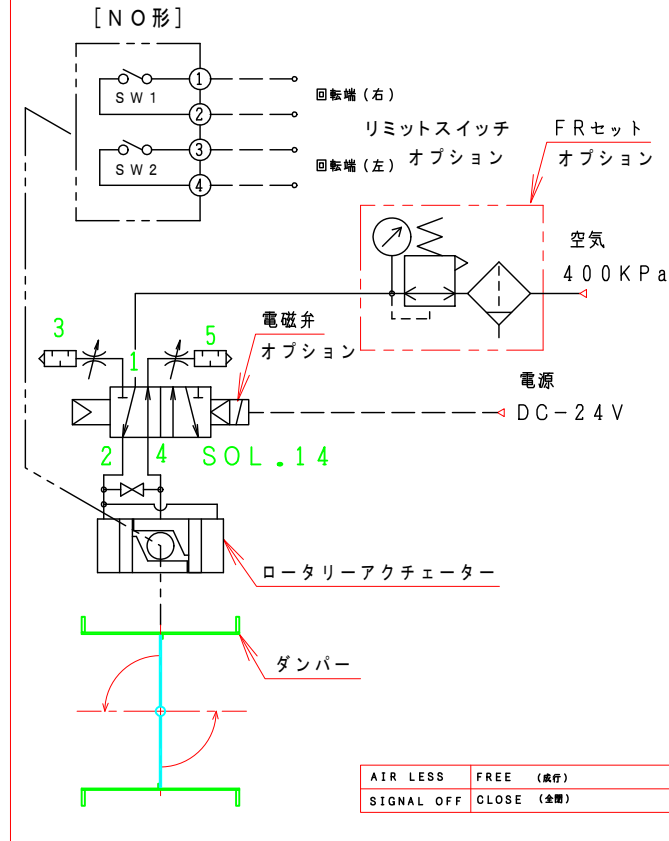 [NO形]
1
SW1
2
回転端(右)
3
SW2
4
回転端(左)
リミットスイッチ
オプション
FRセット
オプション
空気
400KPa
3
1
5
電磁弁
オプション
電源
DC-24V
2
4
SOL.14
ロータリーアクチェーター
ダンパー
AIR LESS FREE (成行)
SIGNAL OFF CLOSE (全閉)